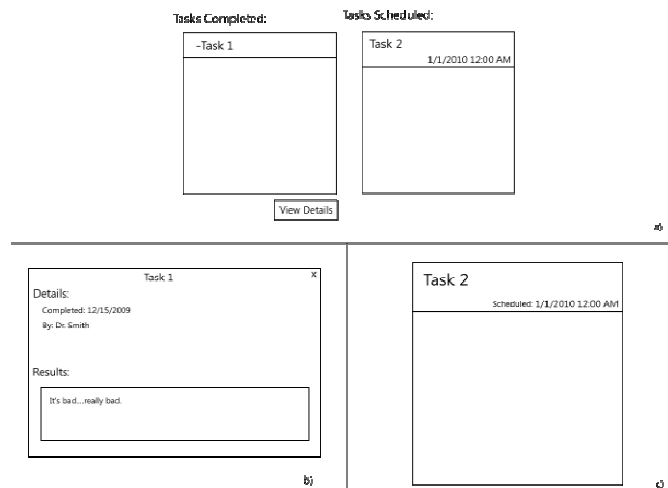 Tasks Completed:
Tasks Scheduled:
-Task 1
Task 2
1/1/2010 12:00 AM
View Details
a)
Task 1
x
Details:
Completed: 12/15/2009
By: Dr. Smith
Results:
It's bad...really bad.
b)
Task 2
Scheduled: 1/1/2010 12:00 AM
c)